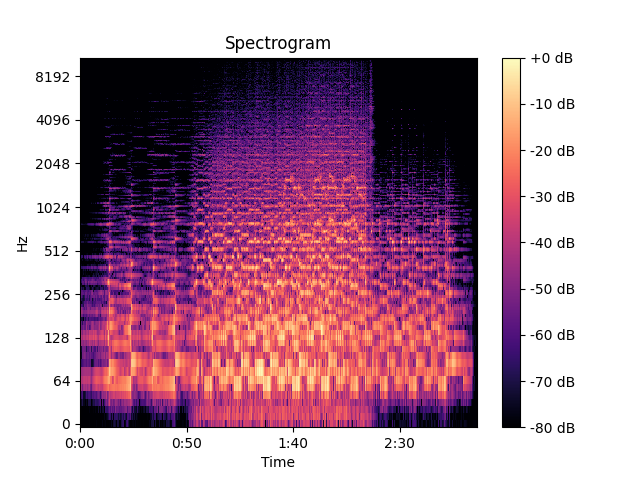 Spectrogram
8192
4096
2048
1024
512
256
128
64
0
Hz
0:00
0:50
1:40
2:30
Time
+0 dB
-10 dB
-20 dB
-30 dB
-40 dB
-50 dB
-60 dB
-70 dB
-80 dB